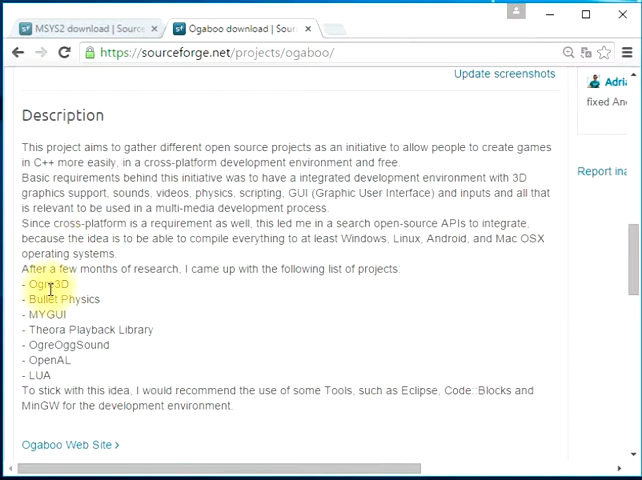 MSYS2 download | Source
Ogaboo download | Source
https://sourceforge.net/projects/ogaboo/
Update screenshots
Adria
Description
fixed And
This project aims to gather different open source projects as an initiative to allow people to create games
in C++ more easily, in a cross-platform development environment and free.
Basic requirements behind this initiative was to have a integrated development environment with 3D
Report ina
graphics support, sounds, videos, physics, scripting, GUI (Graphic User Interface) and inputs and all that
is relevant to be used in a multi-media development process.
Since cross-platform is a requirement as well, this led me in a search open-source APIs to integrate,
because the idea is to be able to compile everything to at least Windows, Linux, Android, and Mac OSX
operating systems.
After a few months of research, I came up with the following list of projects:
- Ogre3D
- Bullet Physics
- MYGUI
- Theora Playback Library
- OgreOggSound
- OpenAL
- LUA
To stick with this idea, I would recommend the use of some Tools, such as Eclipse, Code::Blocks and
MinGW for the development environment.
Ogaboo Web Site >